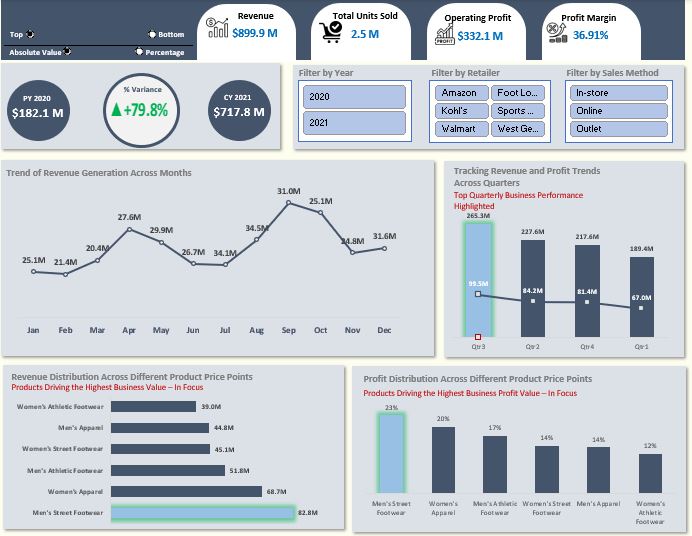 Top
Bottom
Absolute Value
Percentage
Revenue
$899.9 M
Total Units Sold
2.5 M
Operating Profit
PROFIT
$332.1 M
Profit Margin
36.91%
PY 2020
$182.1 M
% Variance
+79.8%
CY 2021
$717.8 M
Filter by Year
2020
2021
Filter by Retailer
Amazon
Foot Lo...
Kohl's
Sports ...
Walmart
West Ge...
Filter by Sales Method
In-store
Online
Outlet
Trend of Revenue Generation Across Months
25.1M
21.4M
20.4M
27.6M
29.9M
26.7M
34.1M
34.5M
31.0M
25.1M
24.8M
31.6M
Jan
Feb
Mar
Apr
May
Jun
Jul
Aug
Sep
Oct
Nov
Dec
Tracking Revenue and Profit Trends
Across Quarters
Top Quarterly Business Performance
Highlighted
265.3M
227.6M
217.6M
189.4M
99.5M
84.2M
81.4M
67.0M
Qtr3
Qtr2
Qtr4
Qtr1
Revenue Distribution Across Different Product Price Points
Products Driving the Highest Business Value – In Focus
Women's Athletic Footwear
39.0M
Men's Apparel
44.8M
Women's Street Footwear
45.1M
Men's Athletic Footwear
51.8M
Women's Apparel
68.7M
Men's Street Footwear
82.8M
Profit Distribution Across Different Product Price Points
Products Driving the Highest Business Profit Value – In Focus
23%
20%
17%
14%
14%
12%
Men's Street
Footwear
Women's
Apparel
Men's Athletic
Footwear
Women's Street
Footwear
Men's Apparel
Women's
Athletic
Footwear